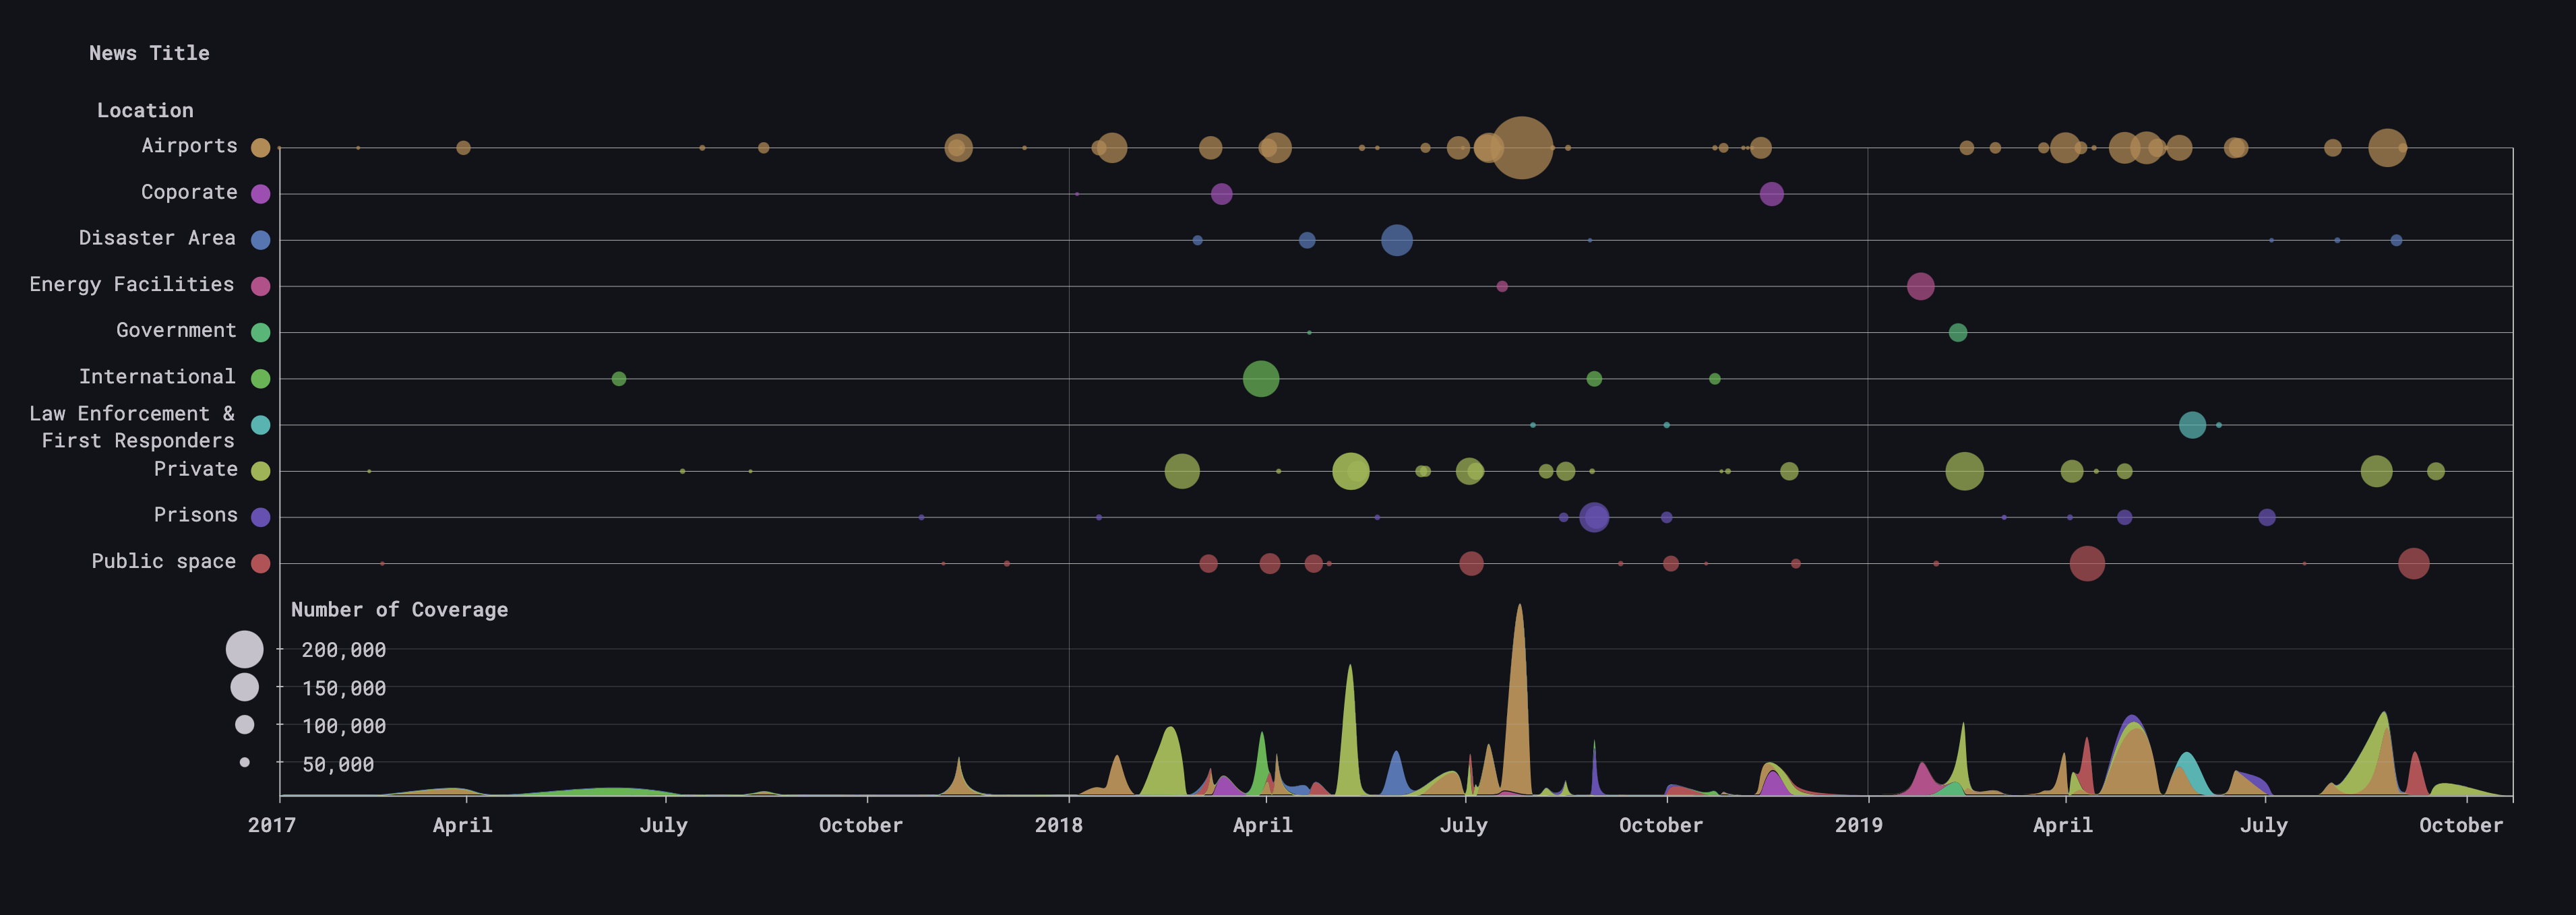 News Title
Location
Airports
Coporate
Disaster Area
Energy Facilities
Government
International
Law Enforcement &
First Responders
Private
Prisons
Public space
Number of Coverage
200,000
150,000
100,000
50,000
2017 April July October 2018 April July October 2019 April July October